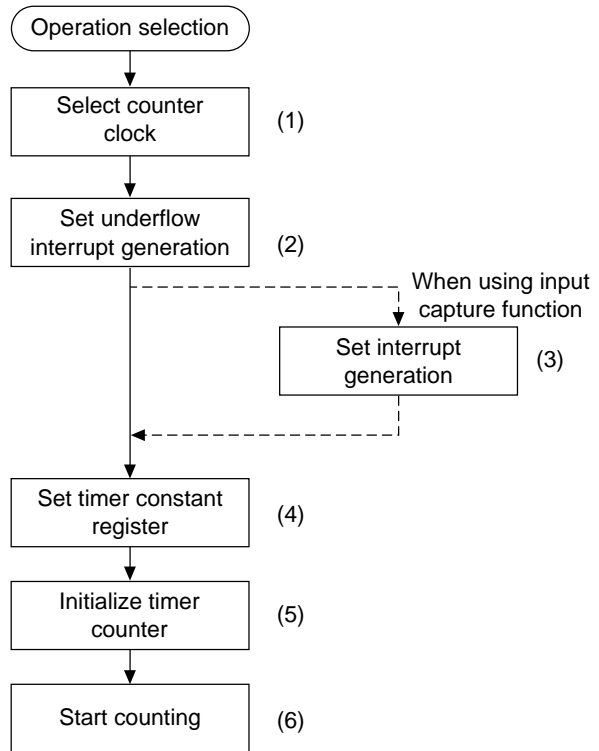 Operation selection
Select counter
clock
(1)
Set underflow
interrupt generation
(2)
When using input
capture function
Set interrupt
generation
(3)
Set timer constant
register
(4)
Initialize timer
counter
(5)
Start counting
(6)